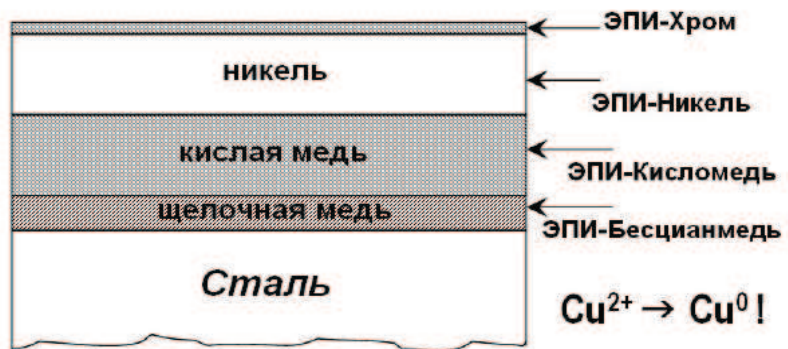 ЭПИ-Хром
никель
ЭПИ-Никель
кислая медь
ЭПИ-Кисломедь
щелочная медь
ЭПИ-Бесцианмедь
Сталь
Cu²⁺ → Cu⁰ !